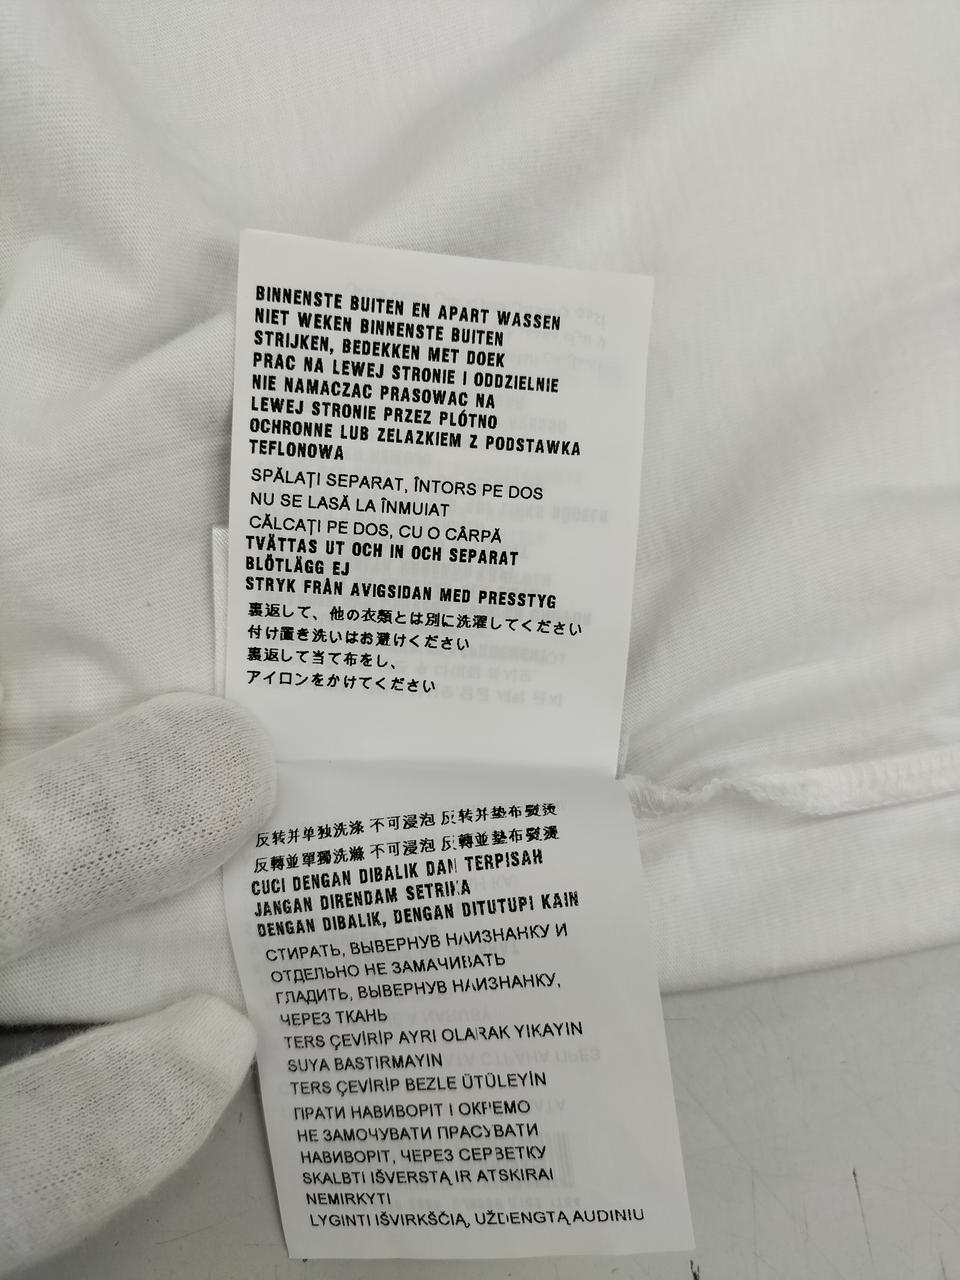 BINNENSTE BUITEN EN APART WASSEN
NIET WEKEN BINNENSTE BUITEN
STRIJKEN, BEDEKKEN MET DOEK
PRAC NA LEWEJ STRONIE I ODDZIELNIE
NIE NAMACZAC PRASOWAC NA
LEWEJ STRONIE PRZEZ PLÓTNO
OCHRONNE LUB ZELAZKIEM Z PODSTAWKA
TEFLONOWA
SPĂLAȚI SEPARAT, ÎNTORS PE DOS
NU SE LASĂ LA ÎNMUIAT
CĂLCAȚI PE DOS, CU O CÂRPĂ
TVÄTTAS UT OCH IN OCH SEPARAT
BLÖTLÄGG EJ
STRYK FRÅN AVIGSIDAN MED PRESSTYG
裏返して、他の衣類とは別に洗濯してください
付け置き洗いはお避けください
裏返して当て布をし、
アイロンをかけてください
反转并单独洗涤 不可浸泡 反转并垫布熨烫
反轉並單獨洗滌 不可浸泡 反轉並墊布熨燙
CUCI DENGAN DIBALIK DAN TERPISAH
JANGAN DIRENDAM SETRIKA
DENGAN DIBALIK, DENGAN DITUTUPI KAIN
СТИРАТЬ, ВЫВЕРНУВ НАИЗНАНКУ И
ОТДЕЛЬНО НЕ ЗАМАЧИВАТЬ
ГЛАДИТЬ, ВЫВЕРНУВ НАИЗНАНКУ,
ЧЕРЕЗ ТКАНЬ
TERS ÇEVİRİP AYRI OLARAK YIKAYIN
SUYA BASTIRMAYIN
TERS ÇEVİRİP BEZLE ÜTÜLEYİN
ПРАТИ НАВИВОРІТ І ОКРЕМО
НЕ ЗАМОЧУВАТИ ПРАСУВАТИ
НАВИВОРІТ, ЧЕРЕЗ СЕРВЕТКУ
SKALBTI IŠVERSTĄ IR ATSKIRAI
NEMIRKYTI
LYGINTI IŠVIRKŠČIĄ, UŽDENGTĄ AUDINIU